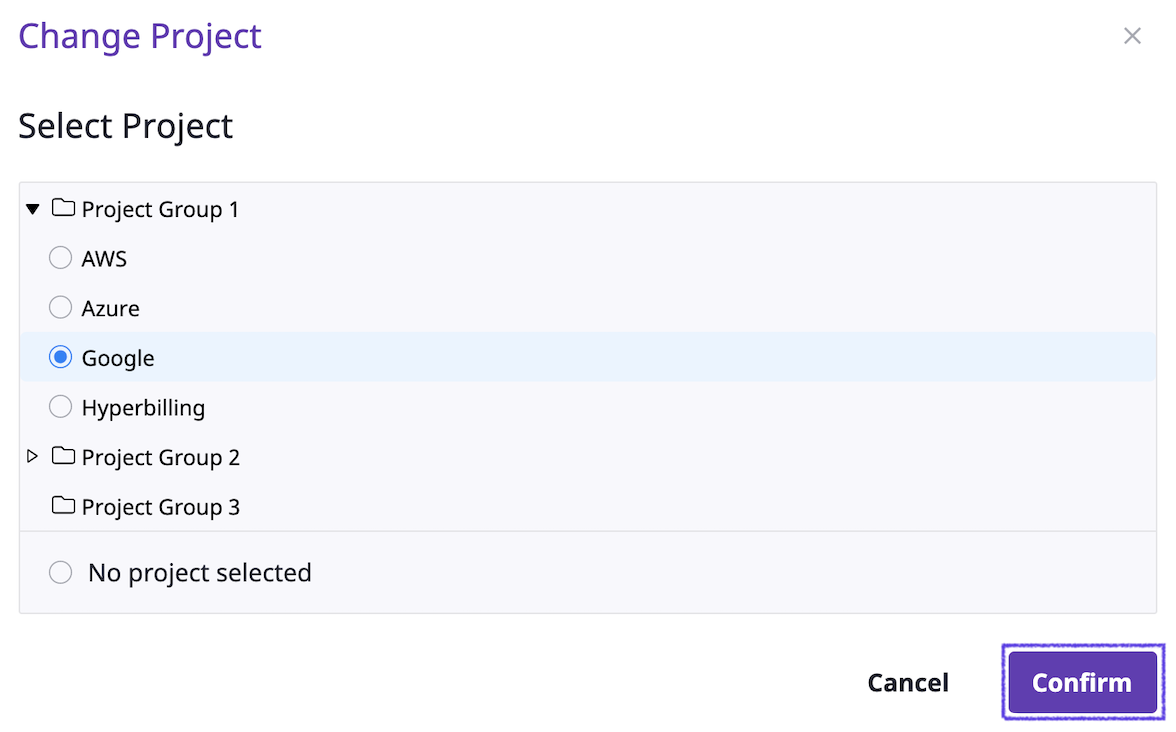 Change Project
Select Project
Project Group 1
AWS
Azure
Google
Hyperbilling
Project Group 2
Project Group 3
No project selected
Cancel
Confirm